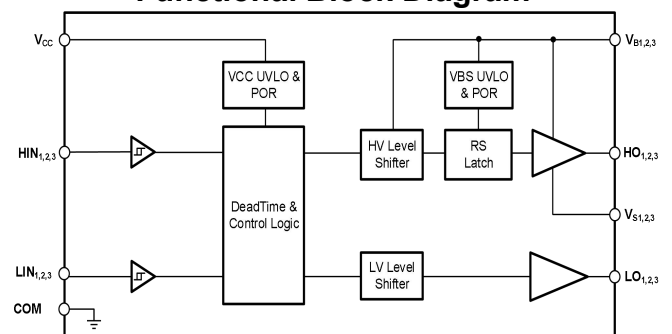 Functional Block Diagram
VCC
VB1,2,3
VCC UVLO &
POR
VBS UVLO
& POR
HIN1,2,3
HV Level
Shifter
RS
Latch
HO1,2,3
DeadTime &
Control Logic
VS1,2,3
LIN1,2,3
LV Level
Shifter
LO1,2,3
COM